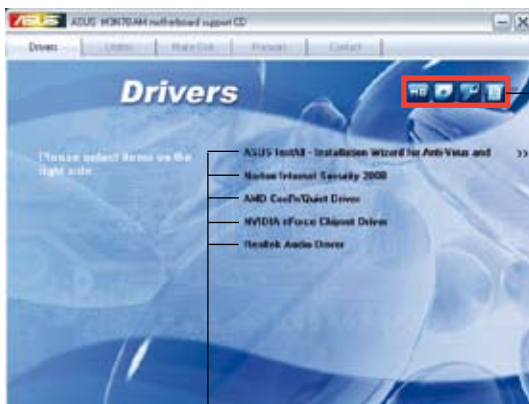 ASUS ASUS M3N78-AM motherboard support CD
Drivers Utilities Make Disk Manuals Contact
Drivers
Please select items on the right side.
ASUS InstAll - Installation Wizard for Anti-Virus and >>
Norton Internet Security 2008
AMD Cool'n'Quiet Driver
NVIDIA nForce Chipset Driver
Realtek Audio Driver